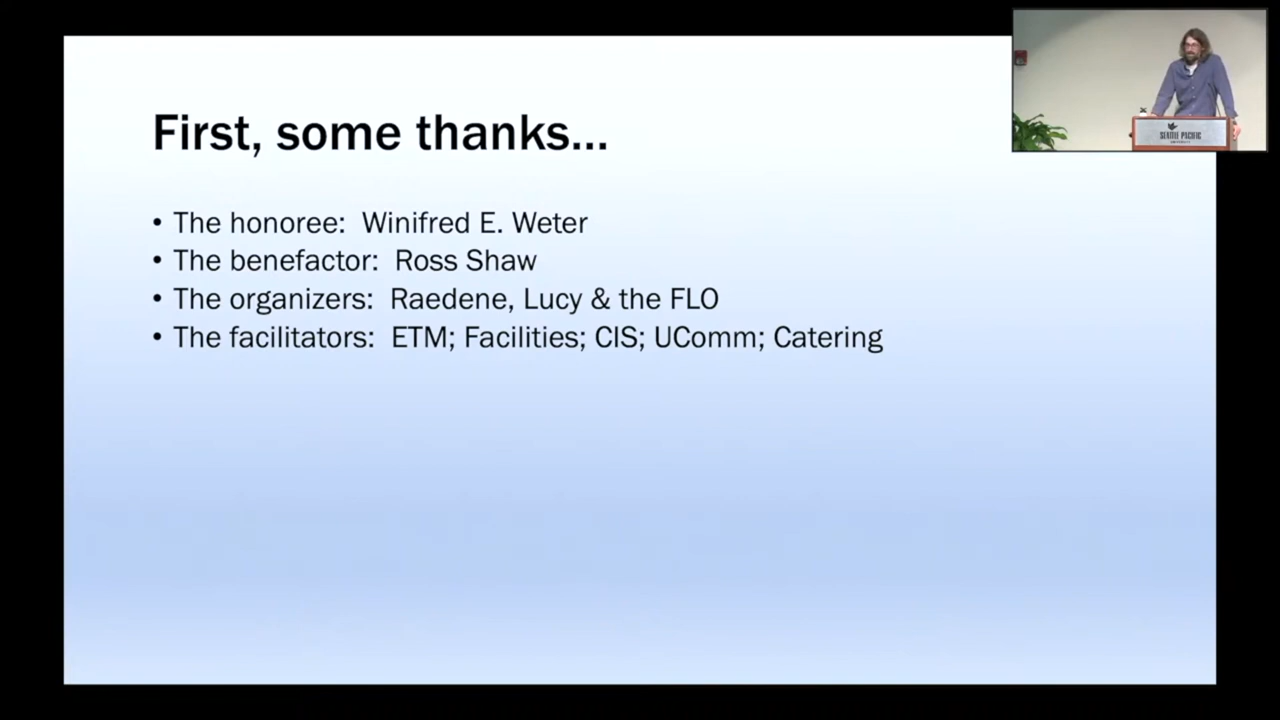 First, some thanks...
• The honoree:  Winifred E. Weter
• The benefactor:  Ross Shaw
• The organizers:  Raedene, Lucy & the FLO
• The facilitators:  ETM; Facilities; CIS; UComm; Catering
SEATTLE PACIFIC
UNIVERSITY